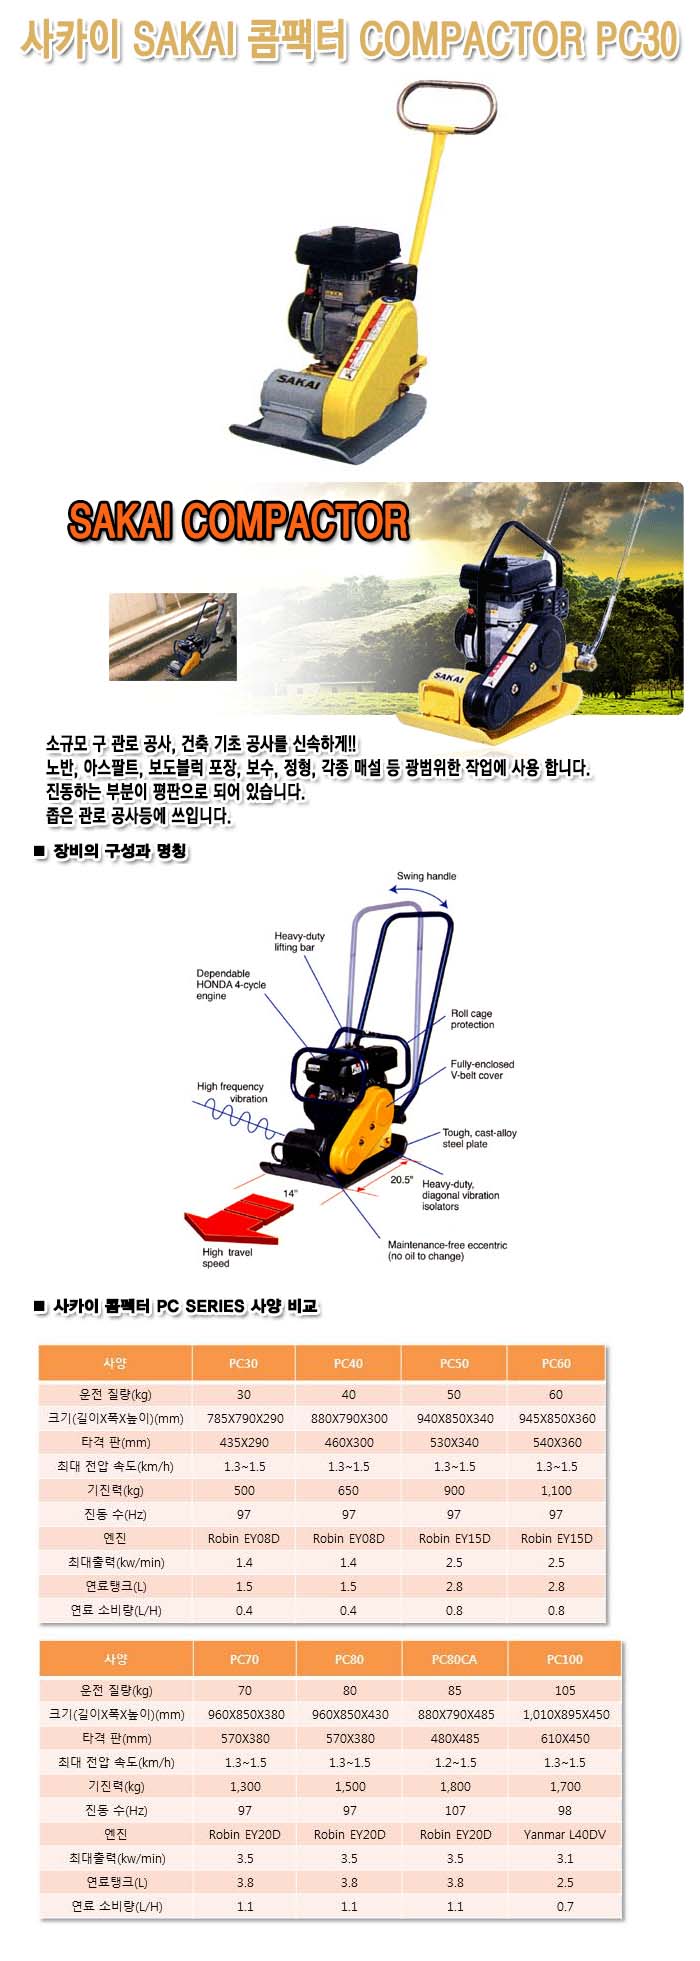 사카이 SAKAI 콤팩터 COMPACTOR PC30
SAKAI
SAKAI COMPACTOR
SAKAI
소규모 구 관로 공사, 건축 기초 공사를 신속하게!!
노반, 아스팔트, 보도블럭 포장, 보수, 정형, 각종 매설 등 광범위한 작업에 사용 합니다.
진동하는 부분이 평판으로 되어 있습니다.
좁은 관로 공사등에 쓰입니다.
■ 장비의 구성과 명칭
Swing handle
Heavy-duty
lifting bar
Dependable
HONDA 4-cycle
engine
Roll cage
protection
Fully-enclosed
V-belt cover
High frequency
vibration
Tough, cast-alloy
steel plate
20.5"
14"
Heavy-duty,
diagonal vibration
isolators
High travel
speed
Maintenance-free eccentric
(no oil to change)
■ 사카이 콤펙터 PC SERIES 사양 비교
사양 PC30 PC40 PC50 PC60
운전 질량(kg) 30 40 50 60
크기(길이X폭X높이)(mm) 785X790X290 880X790X300 940X850X340 945X850X360
타격 판(mm) 435X290 460X300 530X340 540X360
최대 전압 속도(km/h) 1.3~1.5 1.3~1.5 1.3~1.5 1.3~1.5
기진력(kg) 500 650 900 1,100
진동 수(Hz) 97 97 97 97
엔진 Robin EY08D Robin EY08D Robin EY15D Robin EY15D
최대출력(kw/min) 1.4 1.4 2.5 2.5
연료탱크(L) 1.5 1.5 2.8 2.8
연료 소비량(L/H) 0.4 0.4 0.8 0.8
사양 PC70 PC80 PC80CA PC100
운전 질량(kg) 70 80 85 105
크기(길이X폭X높이)(mm) 960X850X380 960X850X430 880X790X485 1,010X895X450
타격 판(mm) 570X380 570X380 480X485 610X450
최대 전압 속도(km/h) 1.3~1.5 1.3~1.5 1.2~1.5 1.3~1.5
기진력(kg) 1,300 1,500 1,800 1,700
진동 수(Hz) 97 97 107 98
엔진 Robin EY20D Robin EY20D Robin EY20D Yanmar L40DV
최대출력(kw/min) 3.5 3.5 3.5 3.1
연료탱크(L) 3.8 3.8 3.8 2.5
연료 소비량(L/H) 1.1 1.1 1.1 0.7